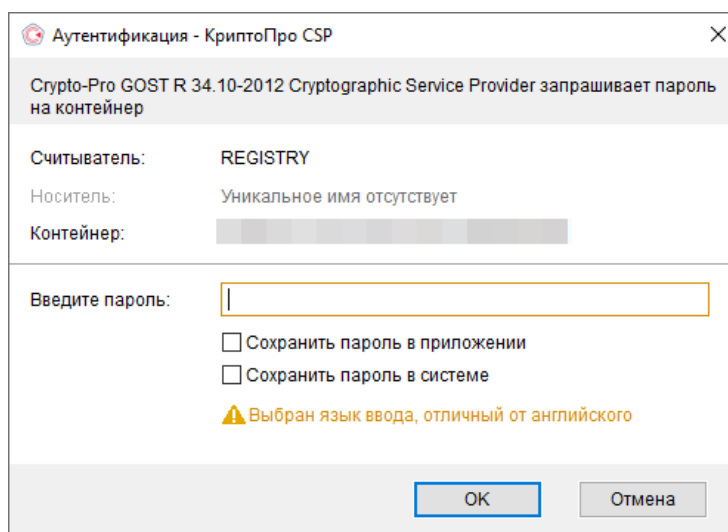 Аутентификация - КриптоПро CSP
Crypto-Pro GOST R 34.10-2012 Cryptographic Service Provider запрашивает пароль
на контейнер
Считыватель: REGISTRY
Носитель: Уникальное имя отсутствует
Контейнер:
Введите пароль:
Сохранить пароль в приложении
Сохранить пароль в системе
Выбран язык ввода, отличный от английского
OK Отмена